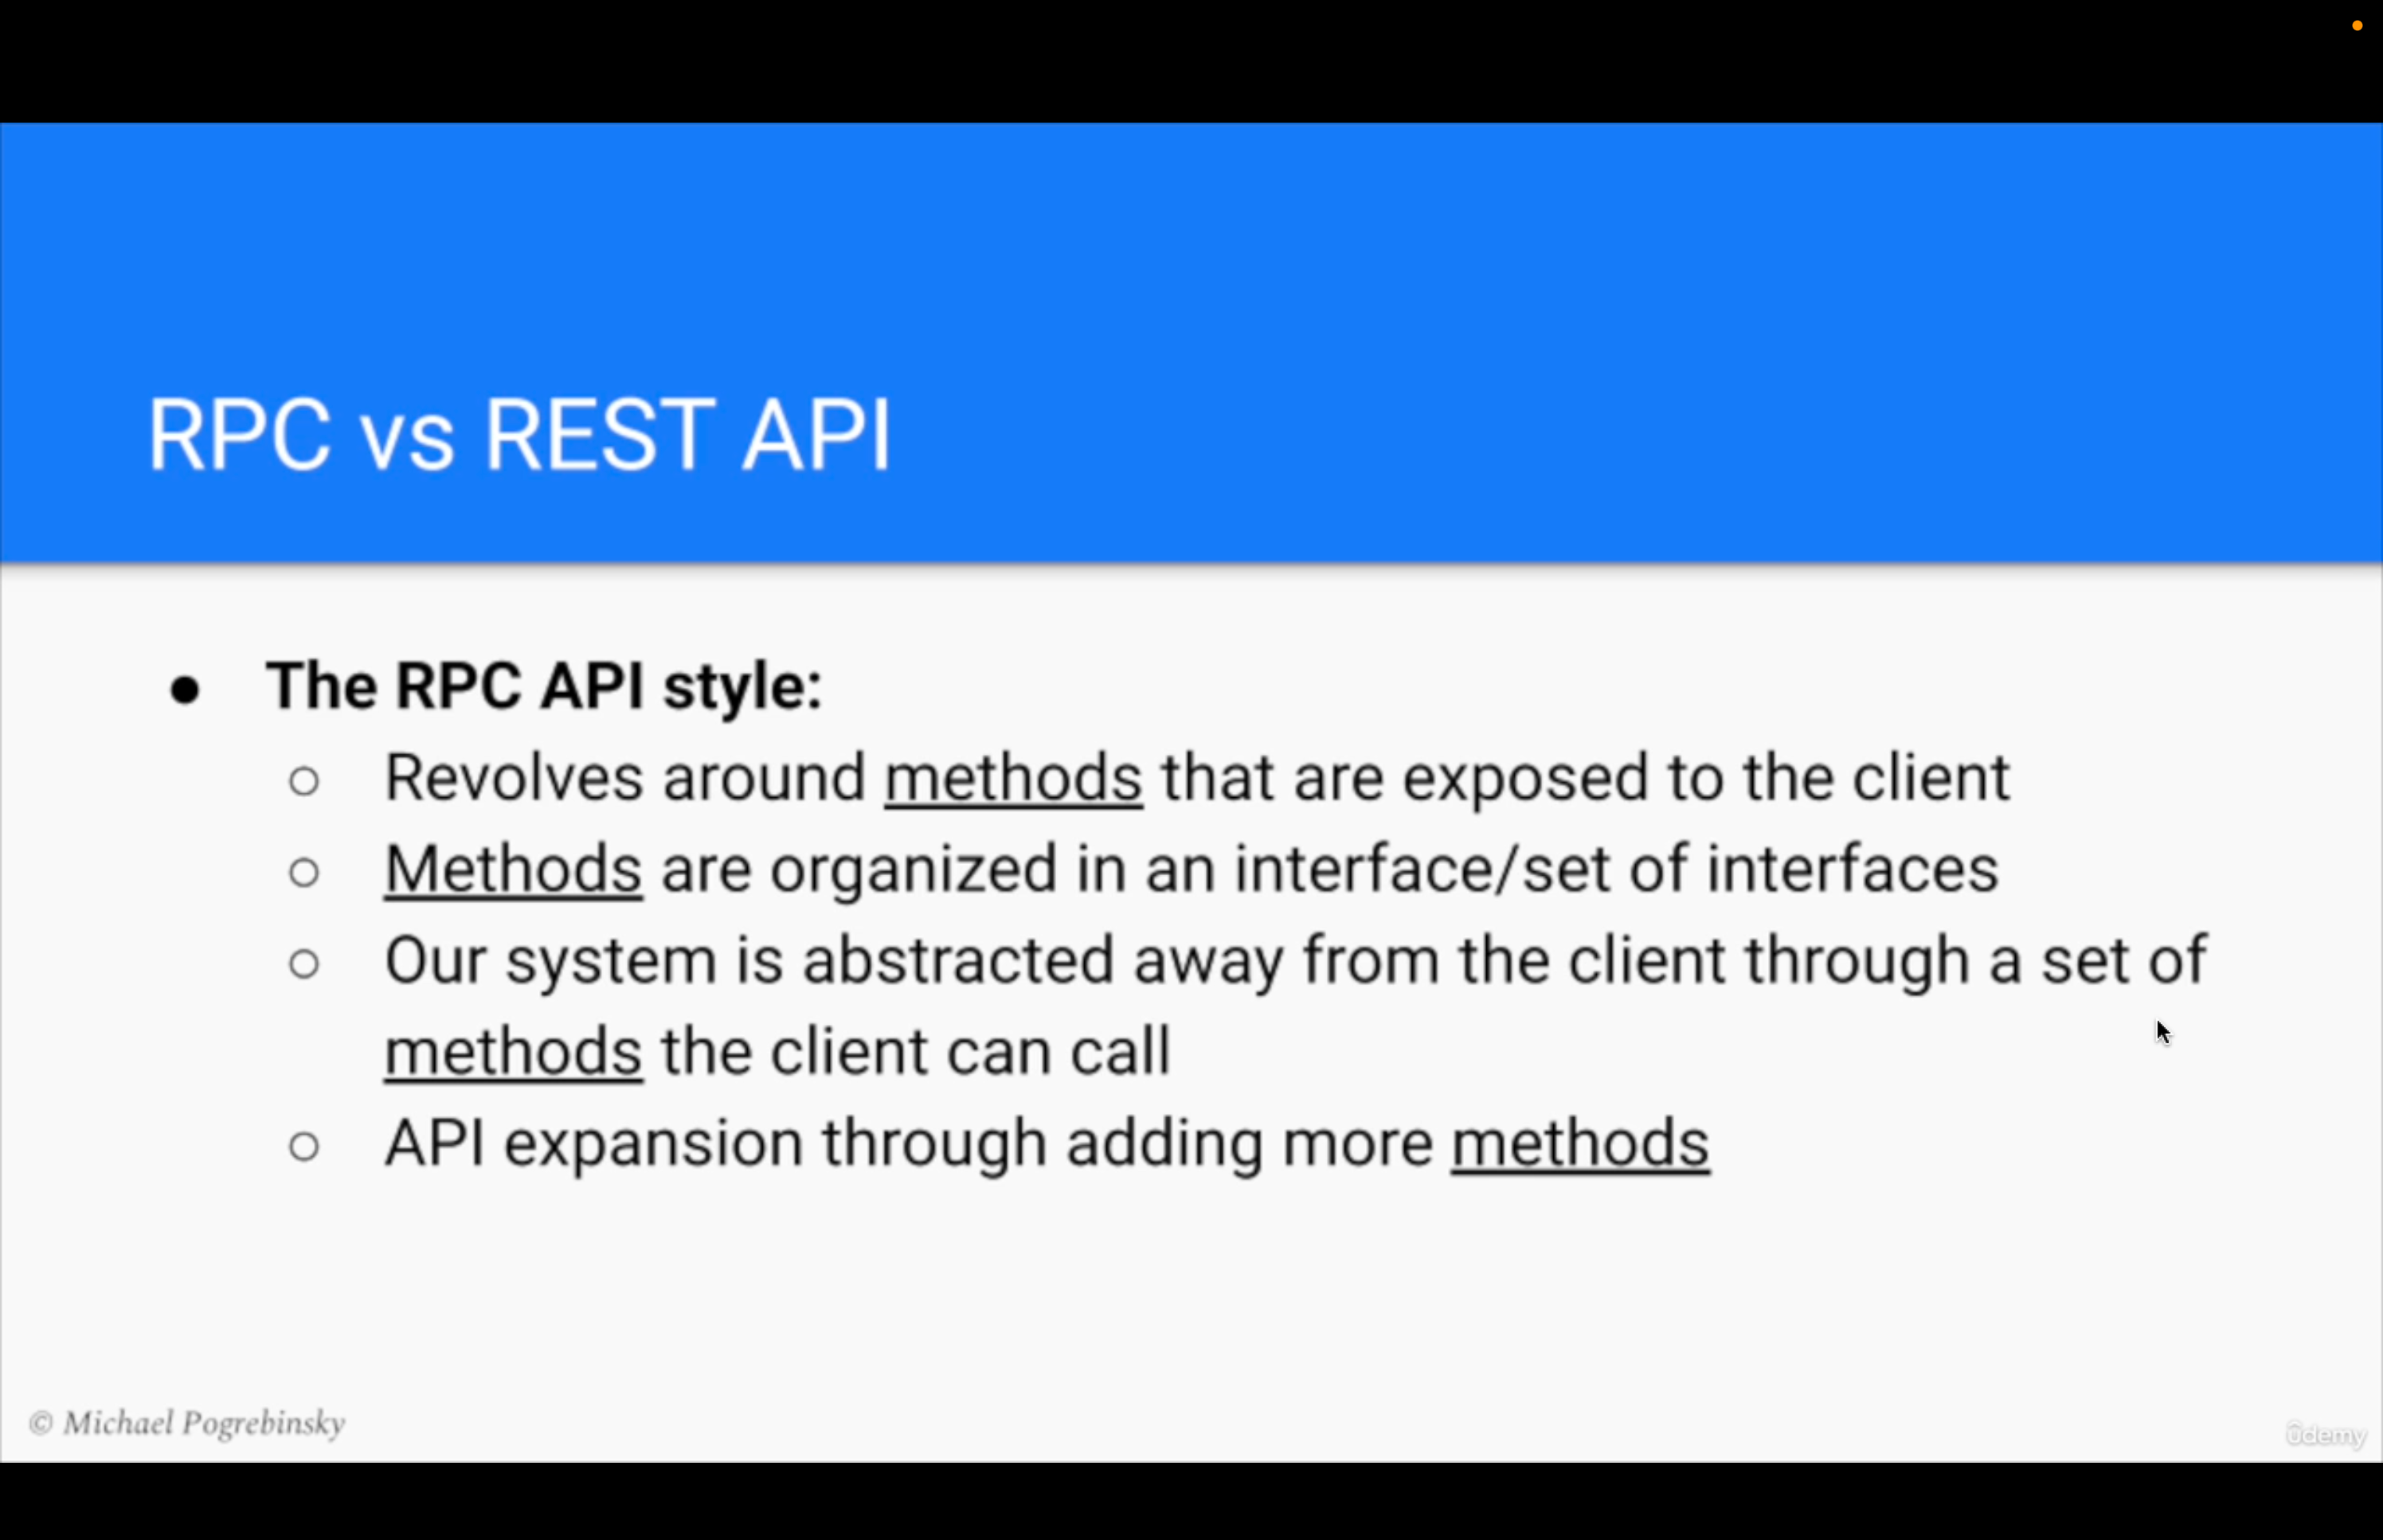 RPC vs REST API
● The RPC API style:
○ Revolves around methods that are exposed to the client
○ Methods are organized in an interface/set of interfaces
○ Our system is abstracted away from the client through a set of
methods the client can call
○ API expansion through adding more methods
© Michael Pogrebinsky
ûdemy